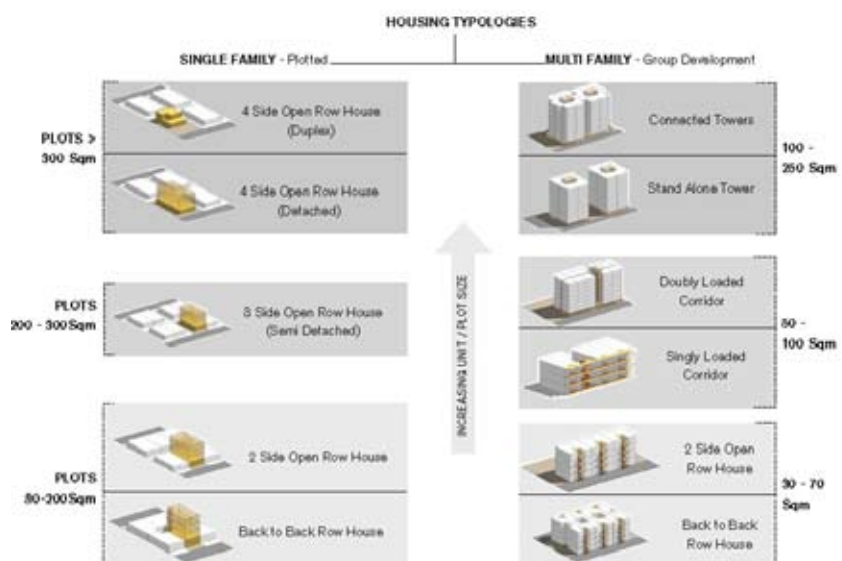 HOUSING TYPOLOGIES
SINGLE FAMILY - Plotted
MULTI FAMILY - Group Development
PLOTS >
300 Sqm
4 Side Open Row House
(Duplex)
4 Side Open Row House
(Detached)
PLOTS
200 - 300Sqm
3 Side Open Row House
(Semi Detached)
PLOTS
80-200Sqm
2 Side Open Row House
Back to Back Row House
INCREASING UNIT / PLOT SIZE
Connected Towers
Stand Alone Tower
100 -
250 Sqm
Doubly Loaded
Corridor
Singly Loaded
Corridor
80 -
100 Sqm
2 Side Open
Row House
Back to Back
Row House
30 - 70
Sqm